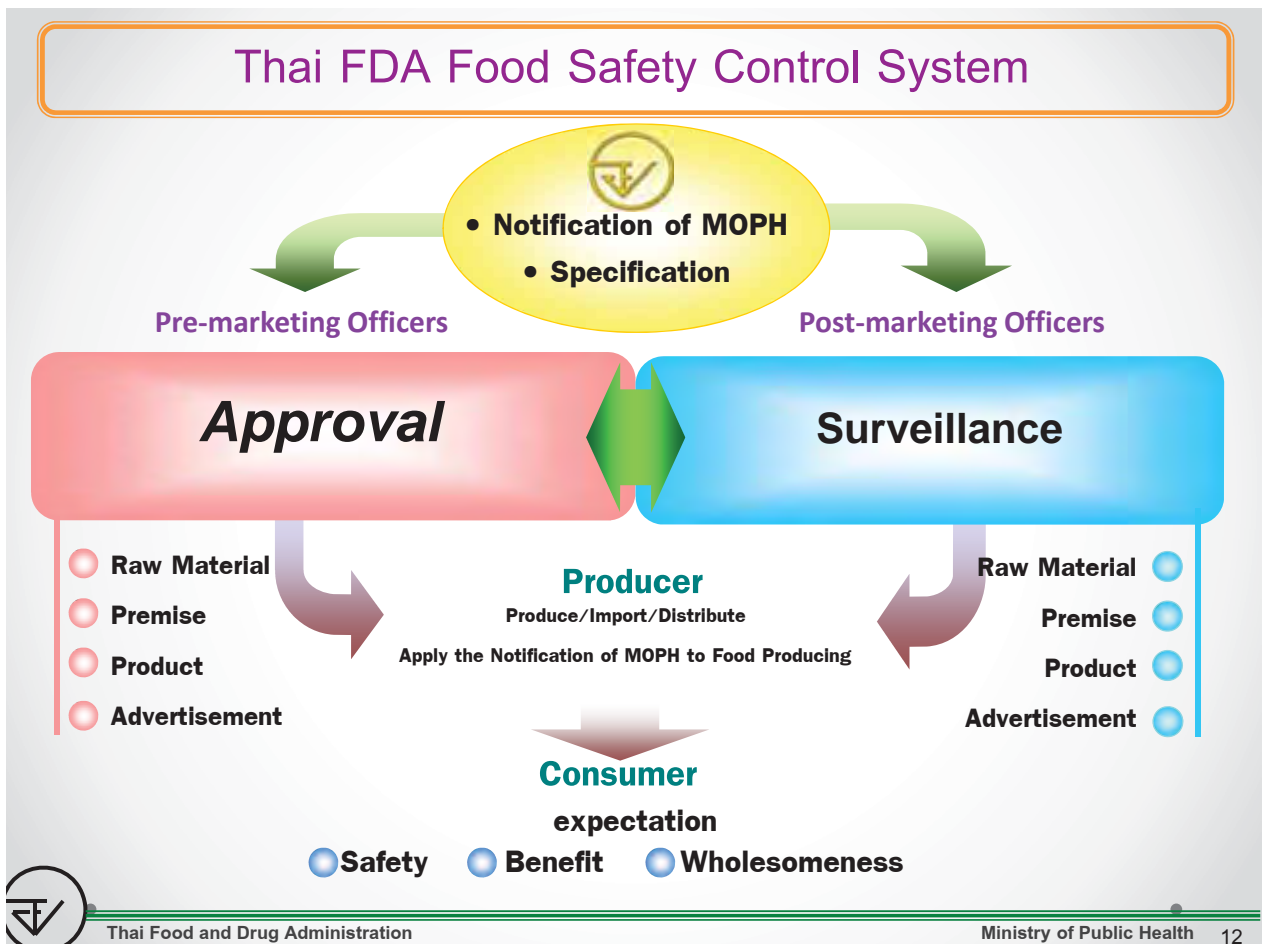 Thai FDA Food Safety Control System
• Notification of MOPH
• Specification
Pre-marketing Officers
Post-marketing Officers
Approval
Surveillance
Raw Material
Premise
Product
Advertisement
Producer
Produce/Import/Distribute
Apply the Notification of MOPH to Food Producing
Raw Material
Premise
Product
Advertisement
Consumer
expectation
Safety
Benefit
Wholesomeness
Thai Food and Drug Administration
Ministry of Public Health
12